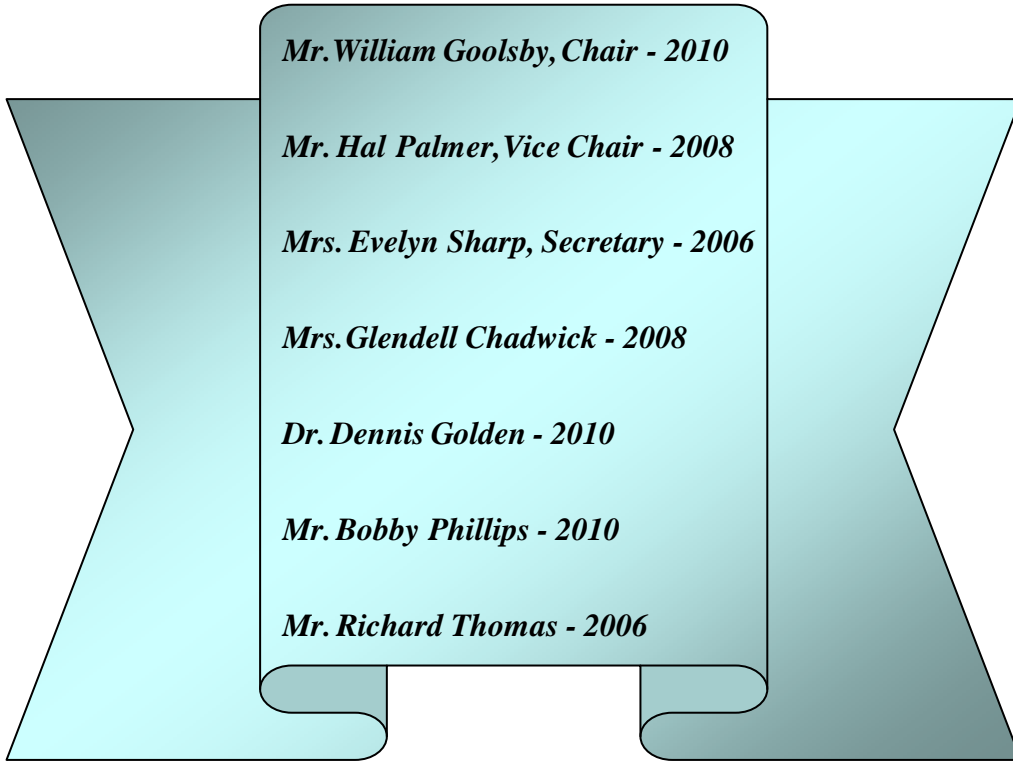 Mr. William Goolsby, Chair - 2010
Mr. Hal Palmer, Vice Chair - 2008
Mrs. Evelyn Sharp, Secretary - 2006
Mrs. Glendell Chadwick - 2008
Dr. Dennis Golden - 2010
Mr. Bobby Phillips - 2010
Mr. Richard Thomas - 2006